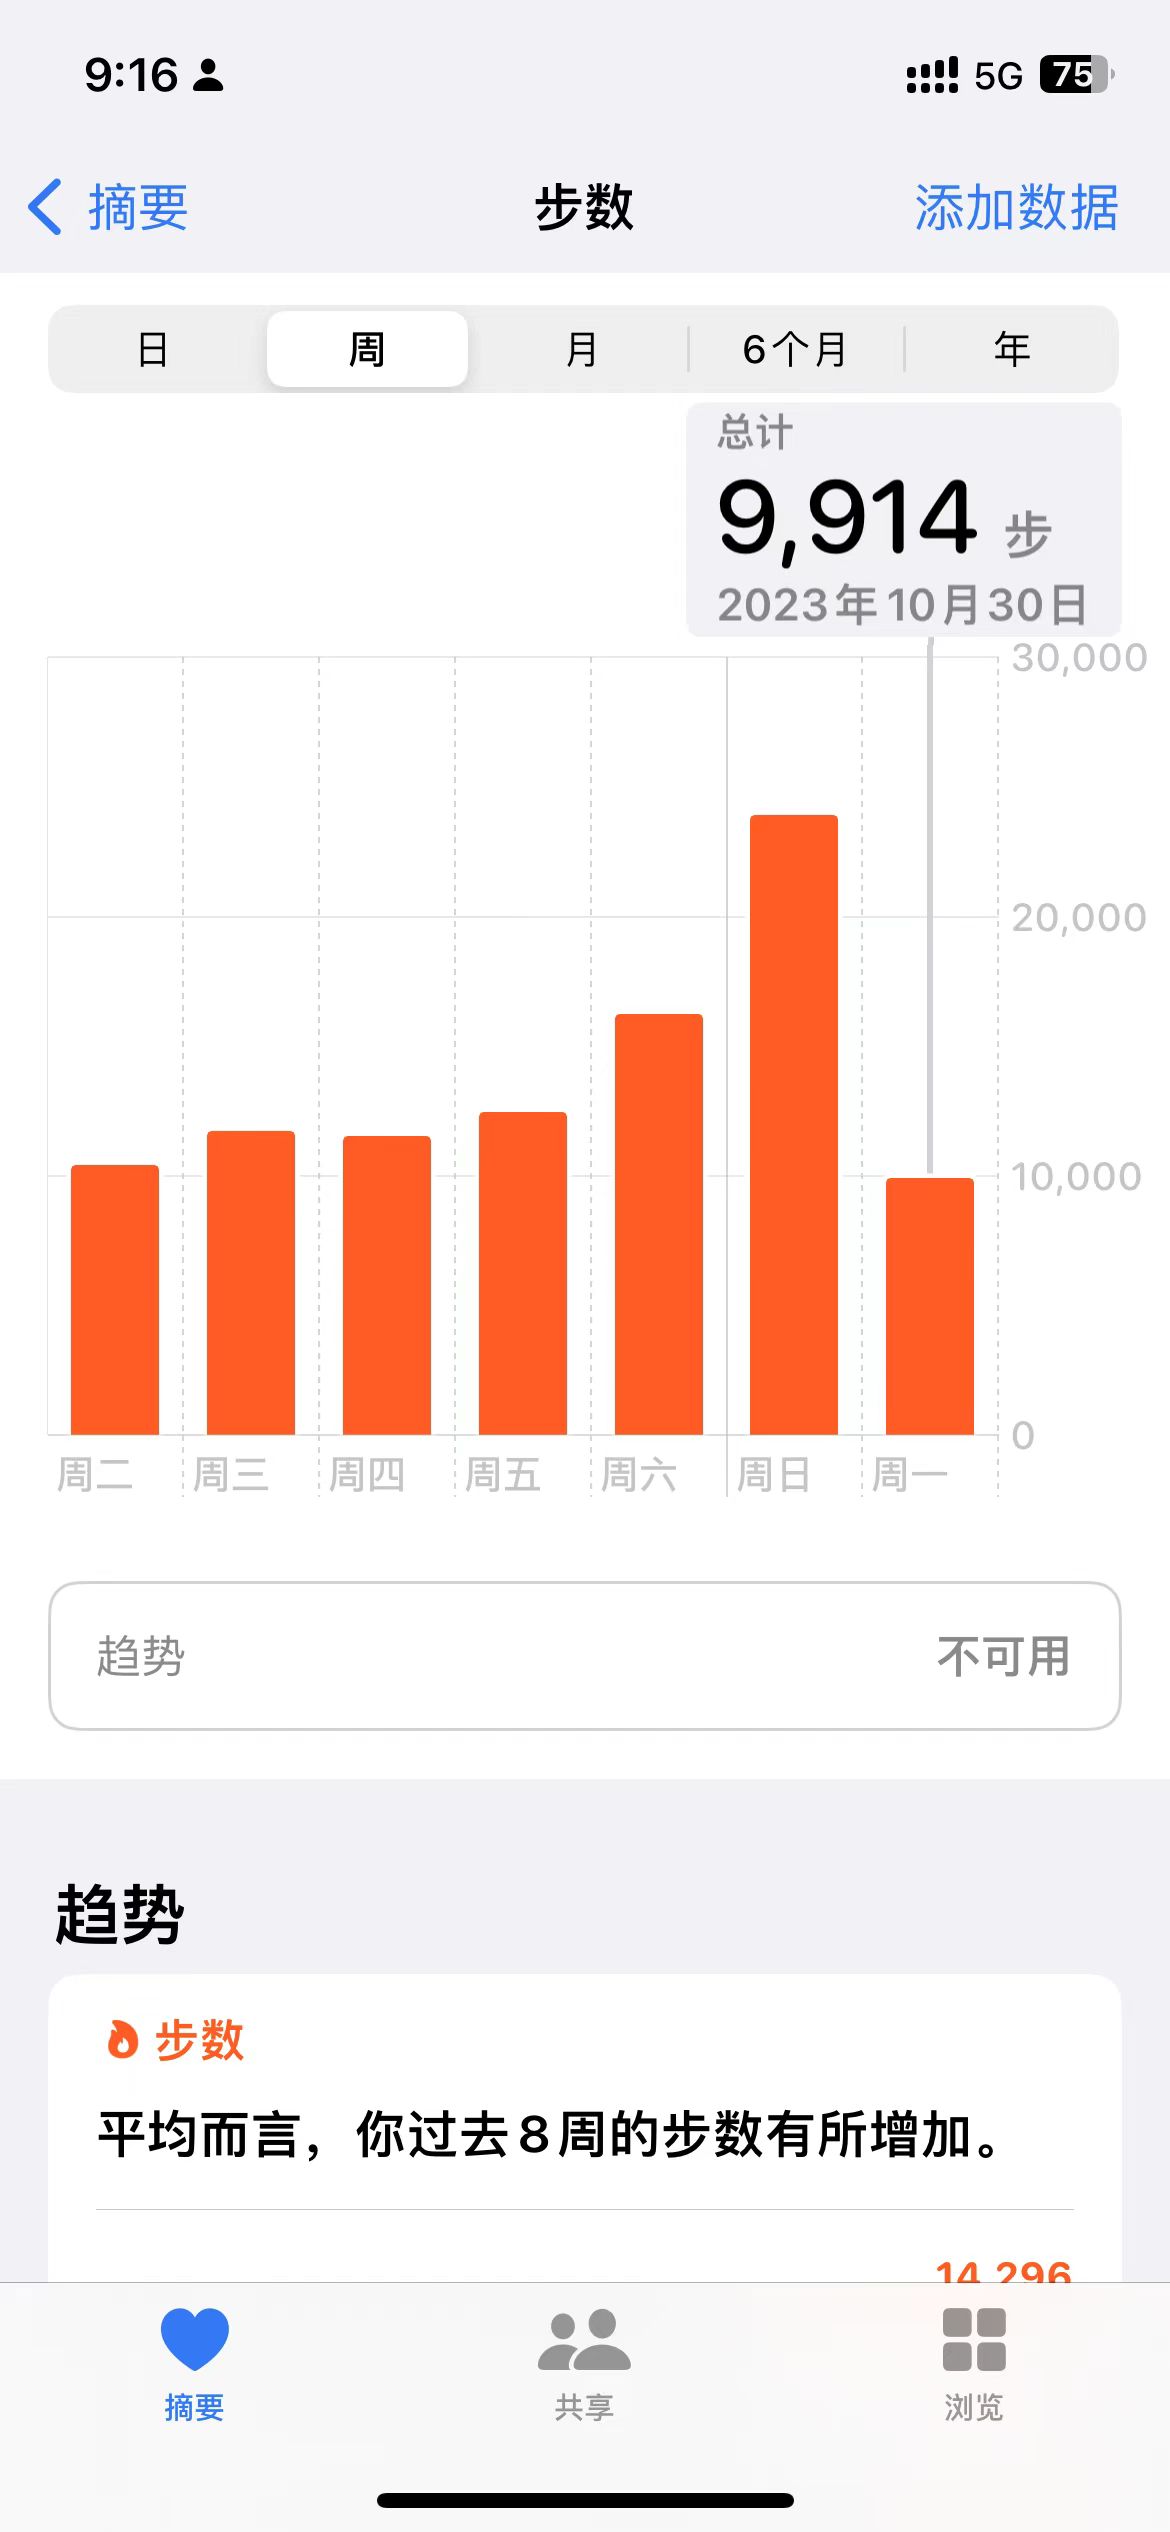 9:16
5G 75
摘要 步数 添加数据
日 周 月 6个月 年
总计
9,914 步
2023年10月30日
30,000
20,000
10,000
0
周二 周三 周四 周五 周六 周日 周一
趋势 不可用
趋势
步数
平均而言，你过去8周的步数有所增加。
14,296
摘要 共享 浏览